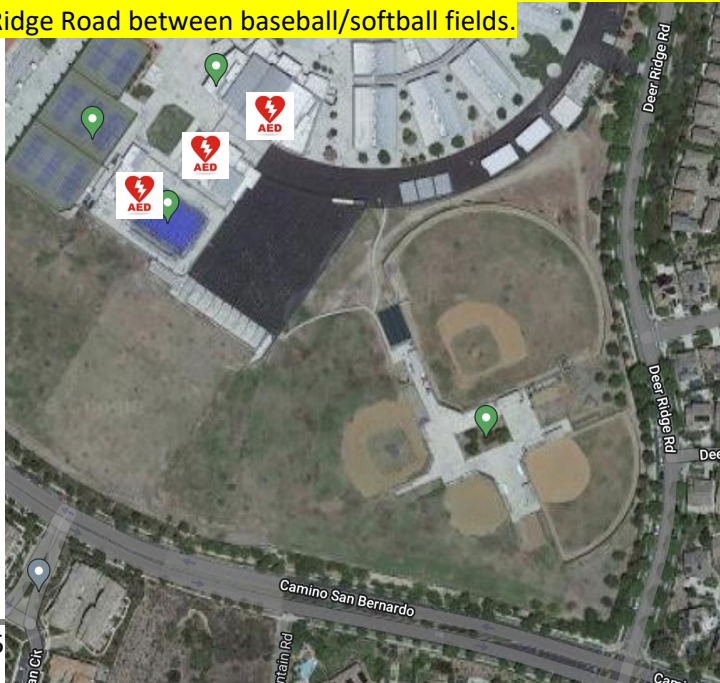 Ridge Road between baseball/softball fields.
Deer Ridge Rd
AED
AED
AED
Deer Ridge Rd
Camino San Bernardo